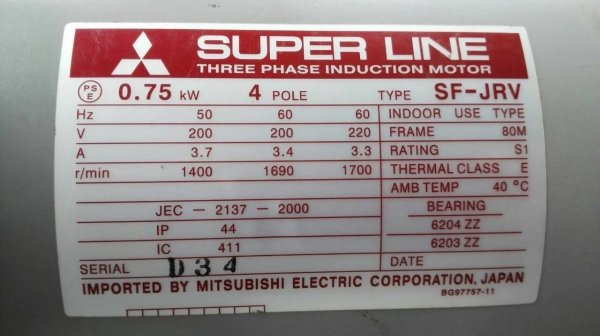 SUPER LINE
THREE PHASE INDUCTION MOTOR
PS E 0.75 kW 4 POLE TYPE SF-JRV
Hz 50 60 60 INDOOR USE TYPE
V 200 200 220 FRAME 80M
A 3.7 3.4 3.3 RATING S1
r/min 1400 1690 1700 THERMAL CLASS E
AMB TEMP 40 °C
JEC - 2137 - 2000 BEARING
IP 44 6204 ZZ
IC 411 6203 ZZ
SERIAL D34 DATE
IMPORTED BY MITSUBISHI ELECTRIC CORPORATION, JAPAN
BG97757-11